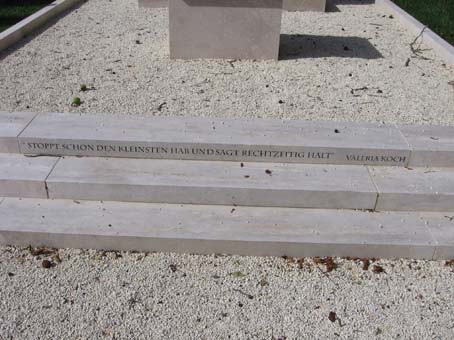 "STOPPT SCHON DEN KLEINSTEN HAß UND SAGT RECHTZEITIG HALT" VALERIA KOCH